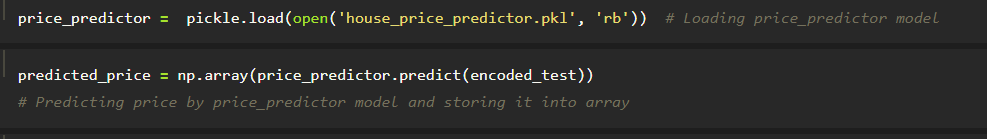 price_predictor =  pickle.load(open('house_price_predictor.pkl', 'rb'))  # Loading price_predictor model
predicted_price = np.array(price_predictor.predict(encoded_test))
# Predicting price by price_predictor model and storing it into array